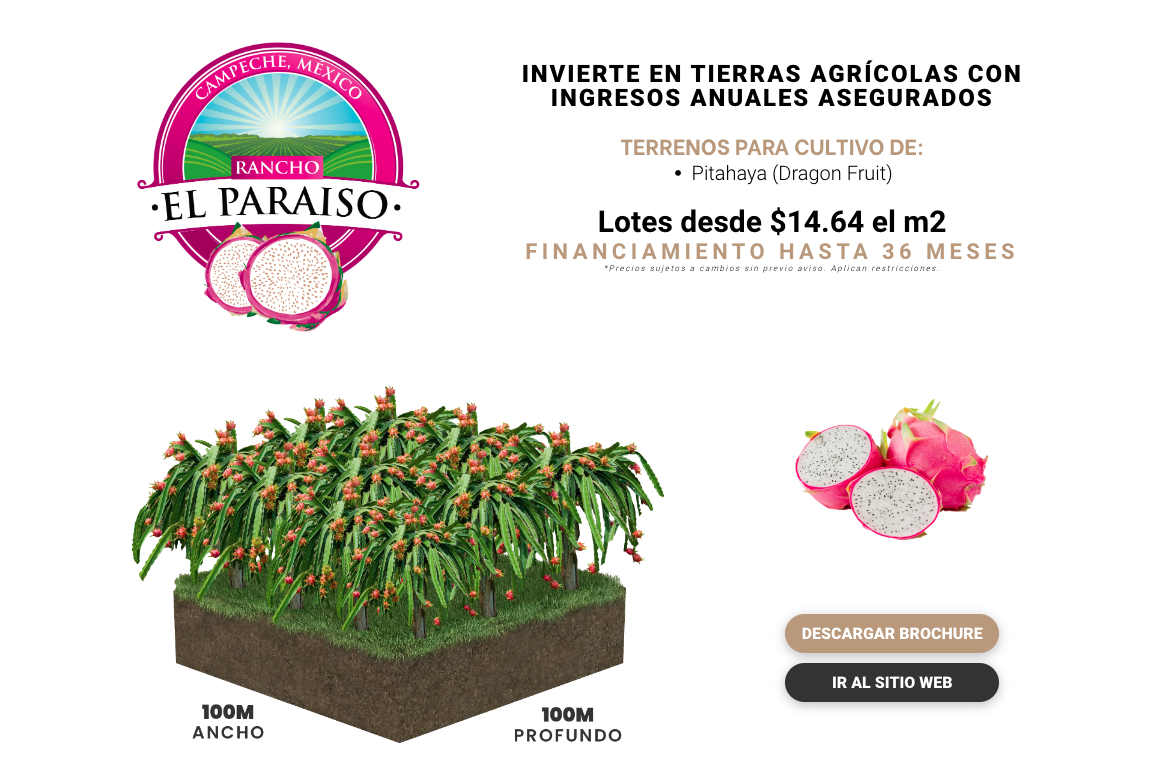 CAMPECHE, MEXICO
RANCHO
•EL PARAISO•
INVIERTE EN TIERRAS AGRÍCOLAS CON
INGRESOS ANUALES ASEGURADOS
TERRENOS PARA CULTIVO DE:
• Pitahaya (Dragon Fruit)
Lotes desde $14.64 el m2
FINANCIAMIENTO HASTA 36 MESES
*Precios sujetos a cambios sin previo aviso. Aplican restricciones.
100M
ANCHO
100M
PROFUNDO
DESCARGAR BROCHURE
IR AL SITIO WEB